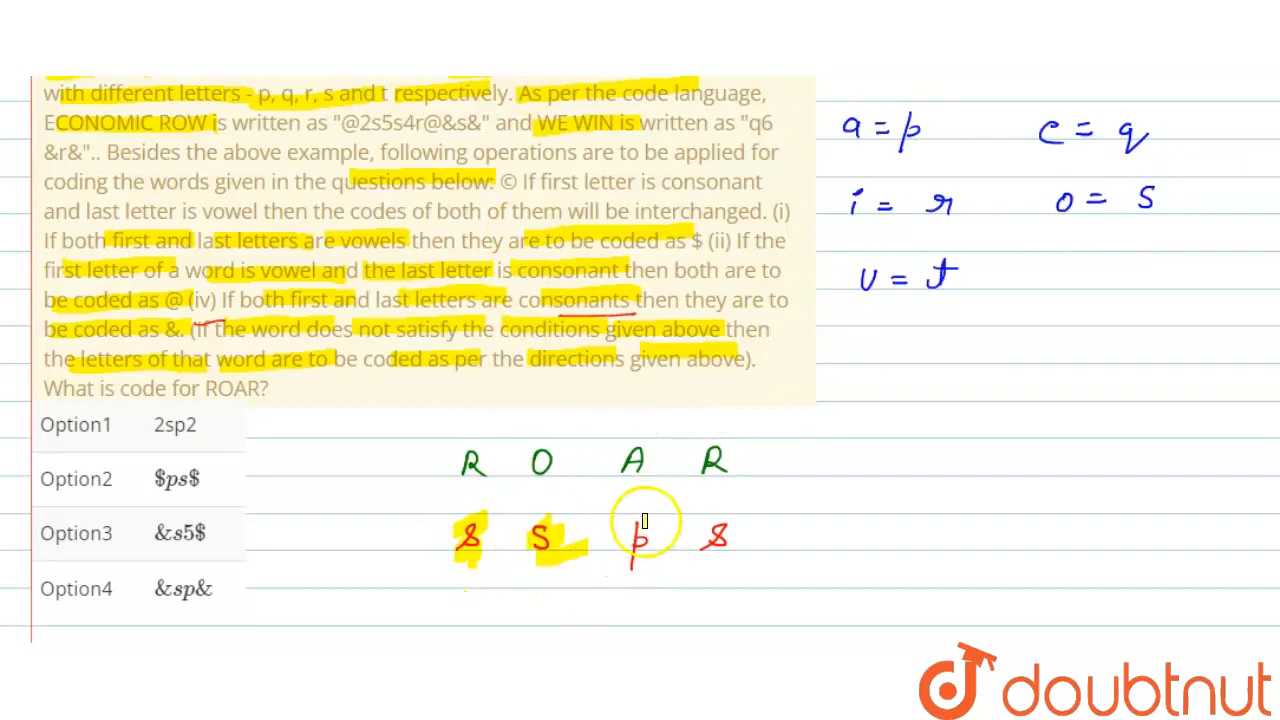 with different letters - p, q, r, s and t respectively. As per the code language,
ECONOMIC ROW is written as "@2s5s4r@&s&" and WE WIN is written as "q6
&r&".. Besides the above example, following operations are to be applied for
coding the words given in the questions below: © If first letter is consonant
and last letter is vowel then the codes of both of them will be interchanged. (i)
If both first and last letters are vowels then they are to be coded as $ (ii) If the
first letter of a word is vowel and the last letter is consonant then both are to
be coded as @ (iv) If both first and last letters are consonants then they are to
be coded as &. (if the word does not satisfy the conditions given above then
the letters of that word are to be coded as per the directions given above).
What is code for ROAR?
Option1 2sp2
Option2 $ps$
Option3 &s5$
Option4 &sp&
a = p e = q
i = r o = s
u = t
R O A R
& s p &
doubtnut